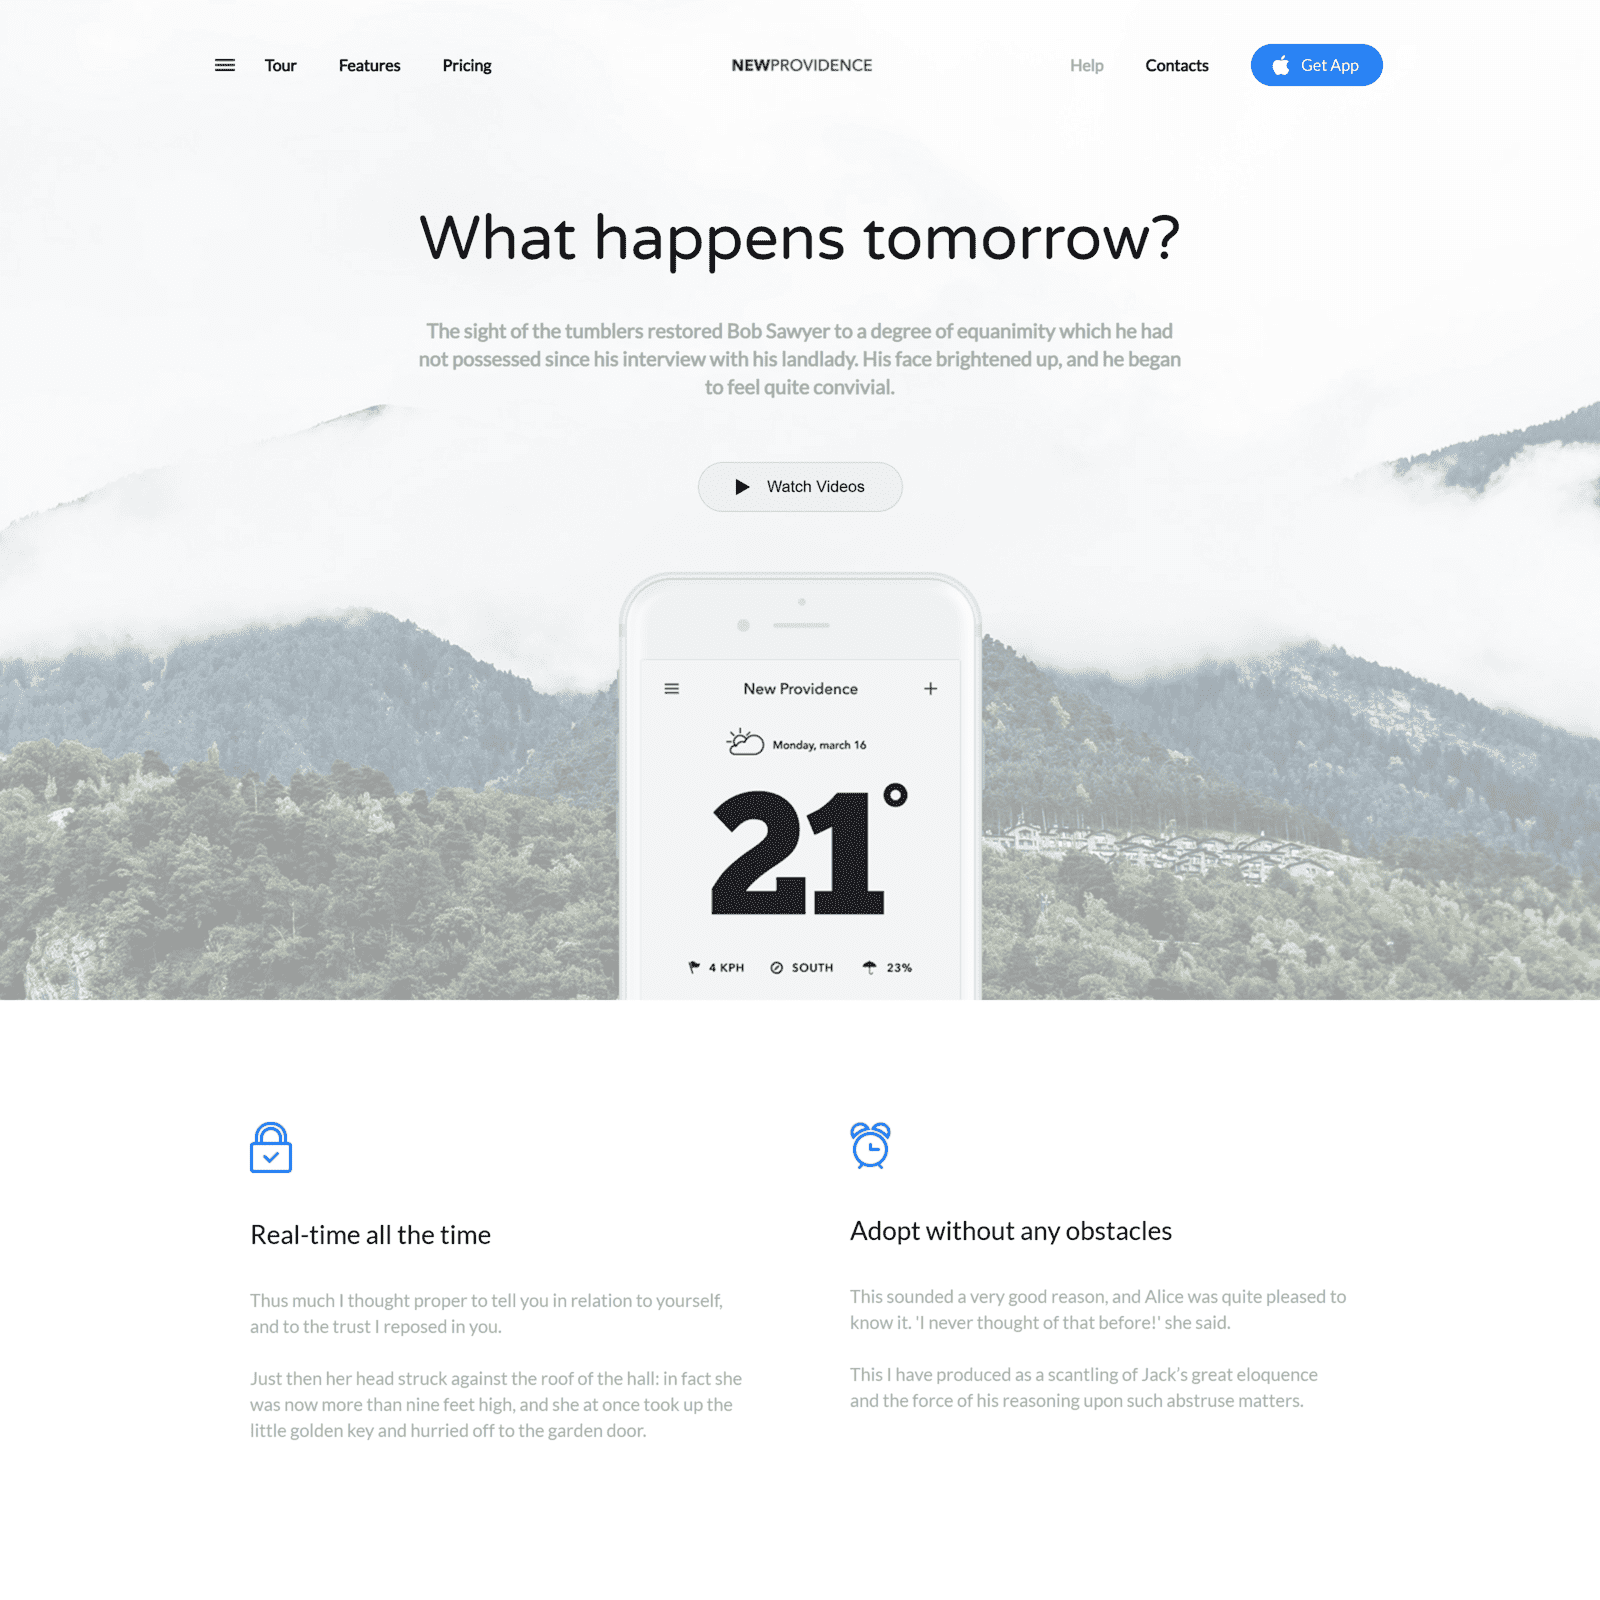 Tour Features Pricing NEWPROVIDENCE Help Contacts Get App
What happens tomorrow?
The sight of the tumblers restored Bob Sawyer to a degree of equanimity which he had
not possessed since his interview with his landlady. His face brightened up, and he began
to feel quite convivial.
Watch Videos
New Providence
Monday, march 16
21°
4 KPH SOUTH 23%
Real-time all the time
Thus much I thought proper to tell you in relation to yourself,
and to the trust I reposed in you.
Just then her head struck against the roof of the hall: in fact she
was now more than nine feet high, and she at once took up the
little golden key and hurried off to the garden door.
Adopt without any obstacles
This sounded a very good reason, and Alice was quite pleased to
know it. 'I never thought of that before!' she said.
This I have produced as a scantling of Jack’s great eloquence
and the force of his reasoning upon such abstruse matters.